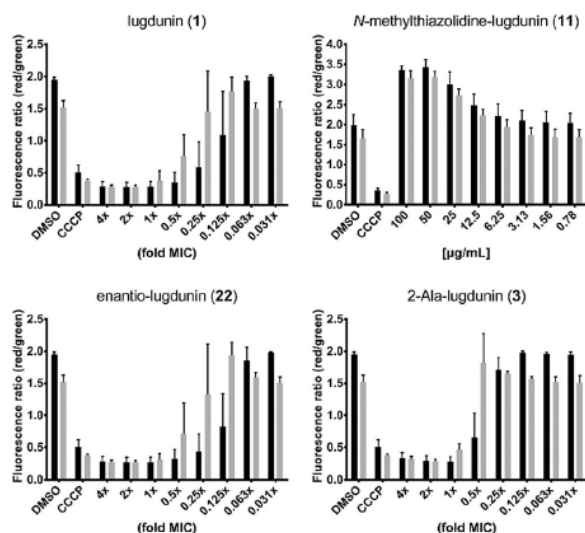 lugdunin (1)
Fluorescence ratio (red/green)
2.5
2.0
1.5
1.0
0.5
0.0
DMSO
CCCP
4x
2x
1x
0.5x
0.25x
0.125x
0.063x
0.031x
(fold MIC)
N-methylthiazolidine-lugdunin (11)
Fluorescence ratio (red/green)
4.0
3.5
3.0
2.5
2.0
1.5
1.0
0.5
0.0
DMSO
CCCP
100
50
25
12.5
6.25
3.13
1.56
0.78
[µg/mL]
enantio-lugdunin (22)
Fluorescence ratio (red/green)
2.5
2.0
1.5
1.0
0.5
0.0
DMSO
CCCP
4x
2x
1x
0.5x
0.25x
0.125x
0.063x
0.031x
(fold MIC)
2-Ala-lugdunin (3)
Fluorescence ratio (red/green)
2.5
2.0
1.5
1.0
0.5
0.0
DMSO
CCCP
4x
2x
1x
0.5x
0.25x
0.125x
0.063x
0.031x
(fold MIC)